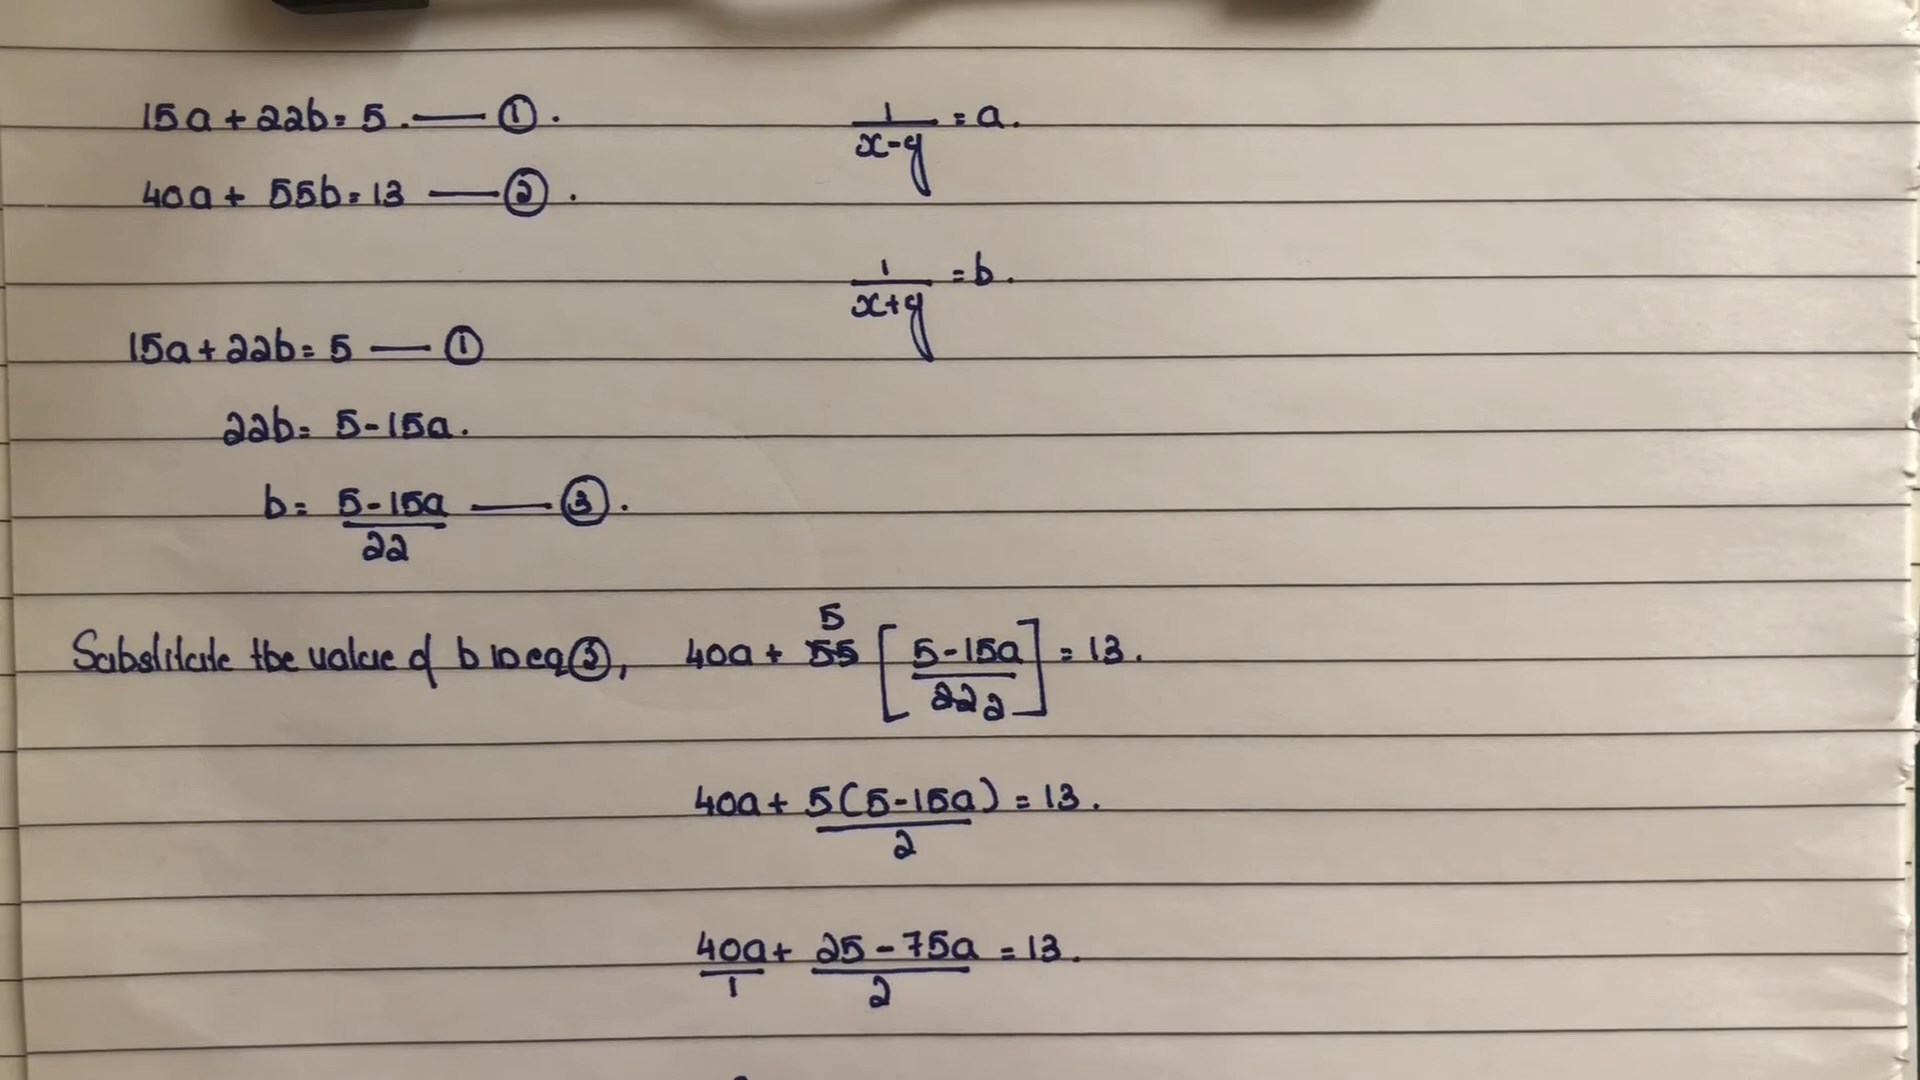 15a + 22b = 5. — ①.
40a + 55b = 13 — ②.
1/(x-y) = a.
1/(x+y) = b.
15a + 22b = 5 — ①
22b = 5 - 15a.
b = (5 - 15a)/22 — ③.
Substitute the value of b in eq②, 40a + 55 5 [(5 - 15a)/22 2] = 13.
40a + 5(5 - 15a)/2 = 13.
40a/1 + (25 - 75a)/2 = 13.